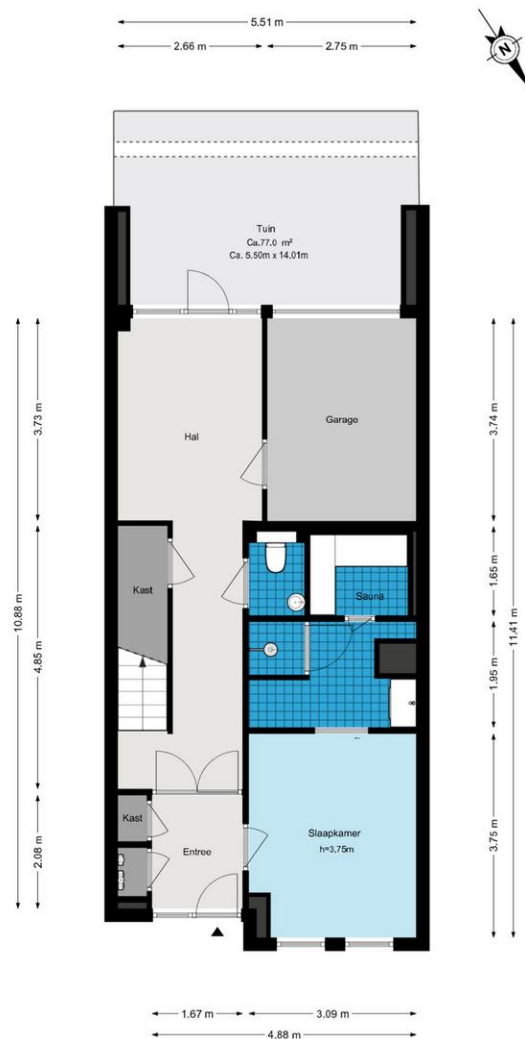 5.51 m
2.66 m
2.75 m
N
Tuin
Ca.77.0 m²
Ca. 5.50m x 14,01m
3.73 m
3.74 m
Hal
Garage
10.88 m
4.85 m
Kast
Sauna
1.65 m
11.41 m
1.95 m
Kast
Entree
Slaapkamer
h=3,75m
2.08 m
3.75 m
1.67 m
3.09 m
4.88 m